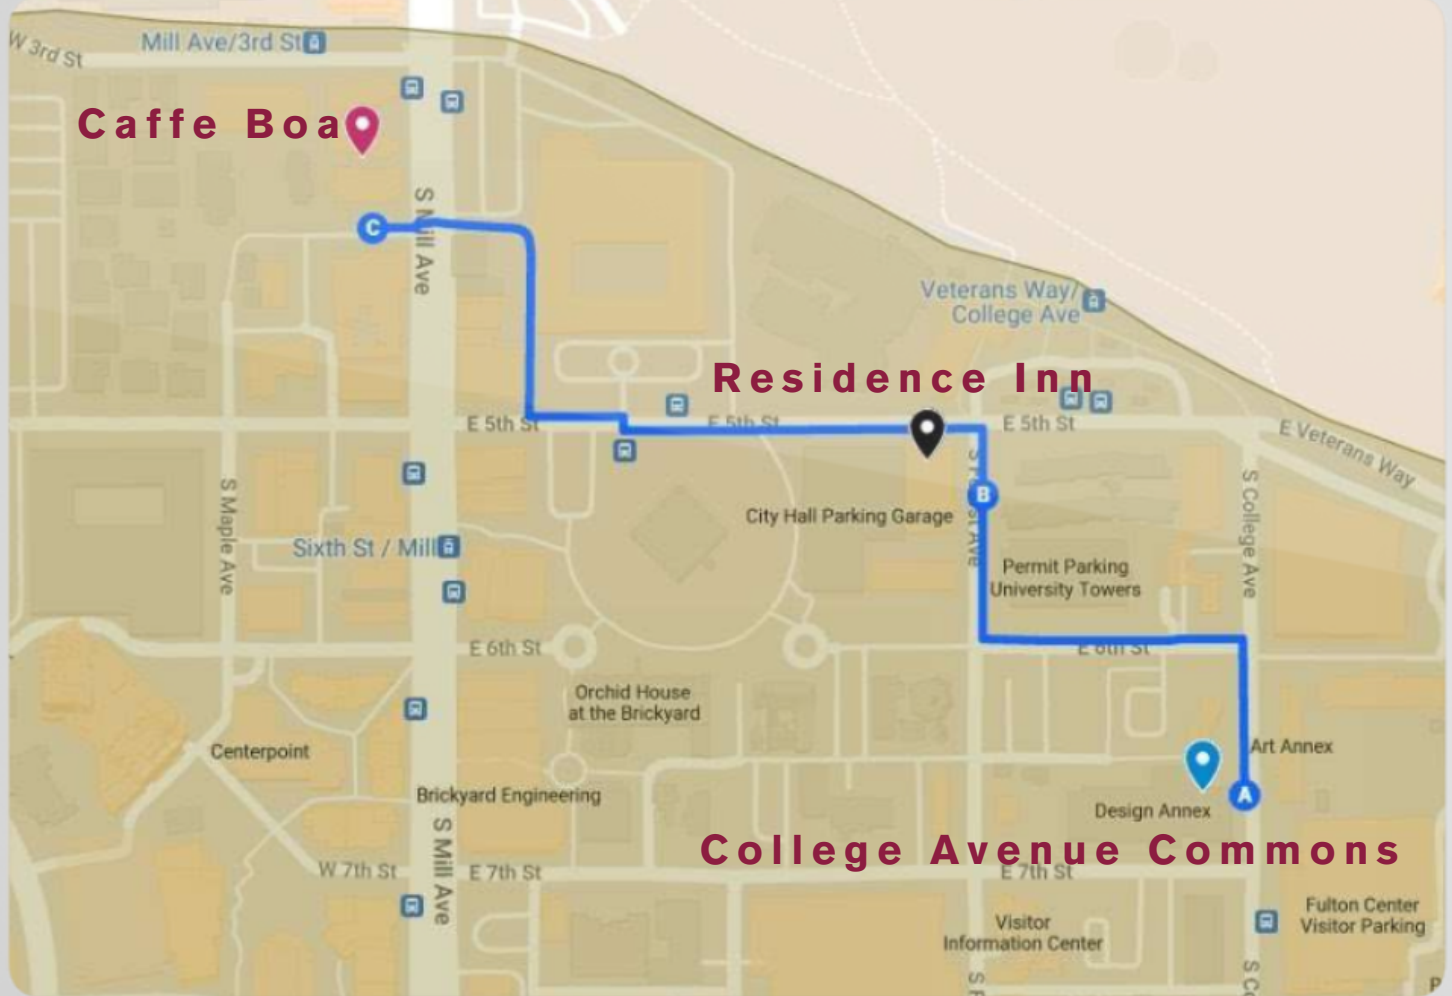 W 3rd St
Mill Ave/3rd St
Caffe Boa
S Mill Ave
C
Veterans Way/
College Ave
Residence Inn
E 5th St
E 5th St
E 5th St
E Veterans Way
S Maple Ave
B
S College Ave
City Hall Parking Garage
Sixth St / Mill
Permit Parking
University Towers
E 6th St
E 6th St
Orchid House
at the Brickyard
Centerpoint
Art Annex
Brickyard Engineering
A
Design Annex
College Avenue Commons
S Mill Ave
W 7th St
E 7th St
E 7th St
Visitor
Information Center
Fulton Center
Visitor Parking